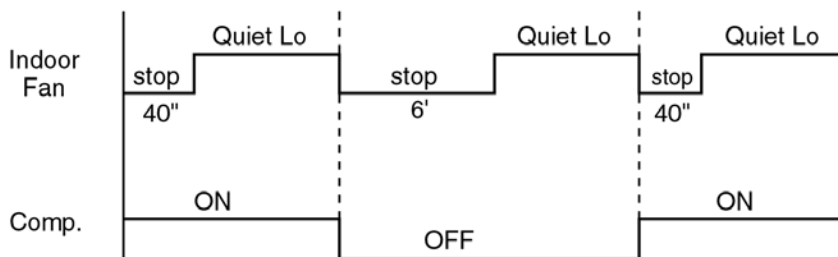 Quiet Lo Quiet Lo Quiet Lo
Indoor
Fan
stop stop stop
40" 6' 40"
ON ON
Comp.
OFF